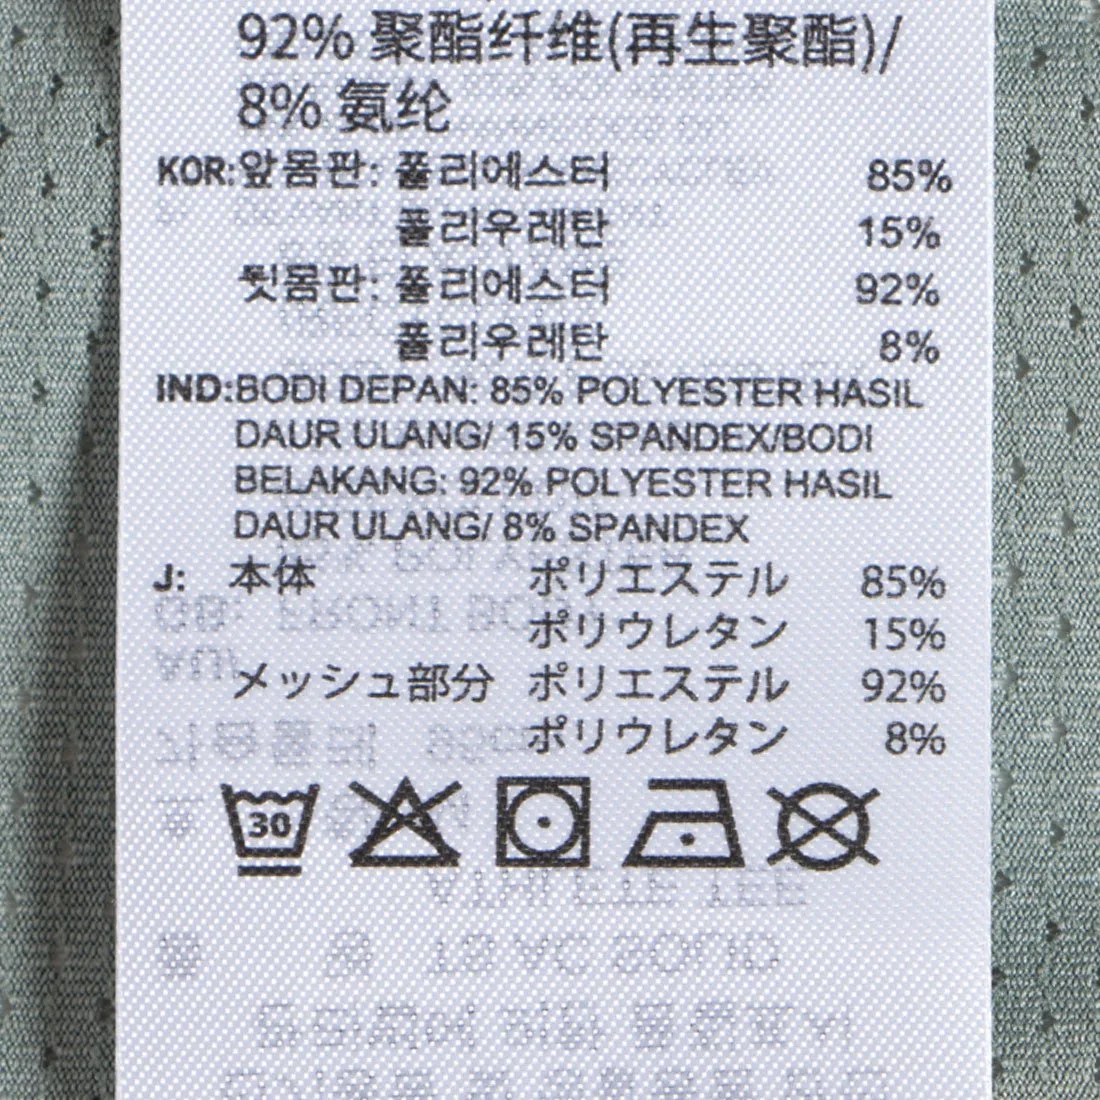 92% 聚酯纤维(再生聚酯)/
8% 氨纶
KOR:앞몸판: 폴리에스터 85%
폴리우레탄 15%
뒷몸판: 폴리에스터 92%
폴리우레탄 8%
IND:BODI DEPAN: 85% POLYESTER HASIL
DAUR ULANG/ 15% SPANDEX/BODI
BELAKANG: 92% POLYESTER HASIL
DAUR ULANG/ 8% SPANDEX
J: 本体 ポリエステル 85%
ポリウレタン 15%
メッシュ部分 ポリエステル 92%
ポリウレタン 8%
30